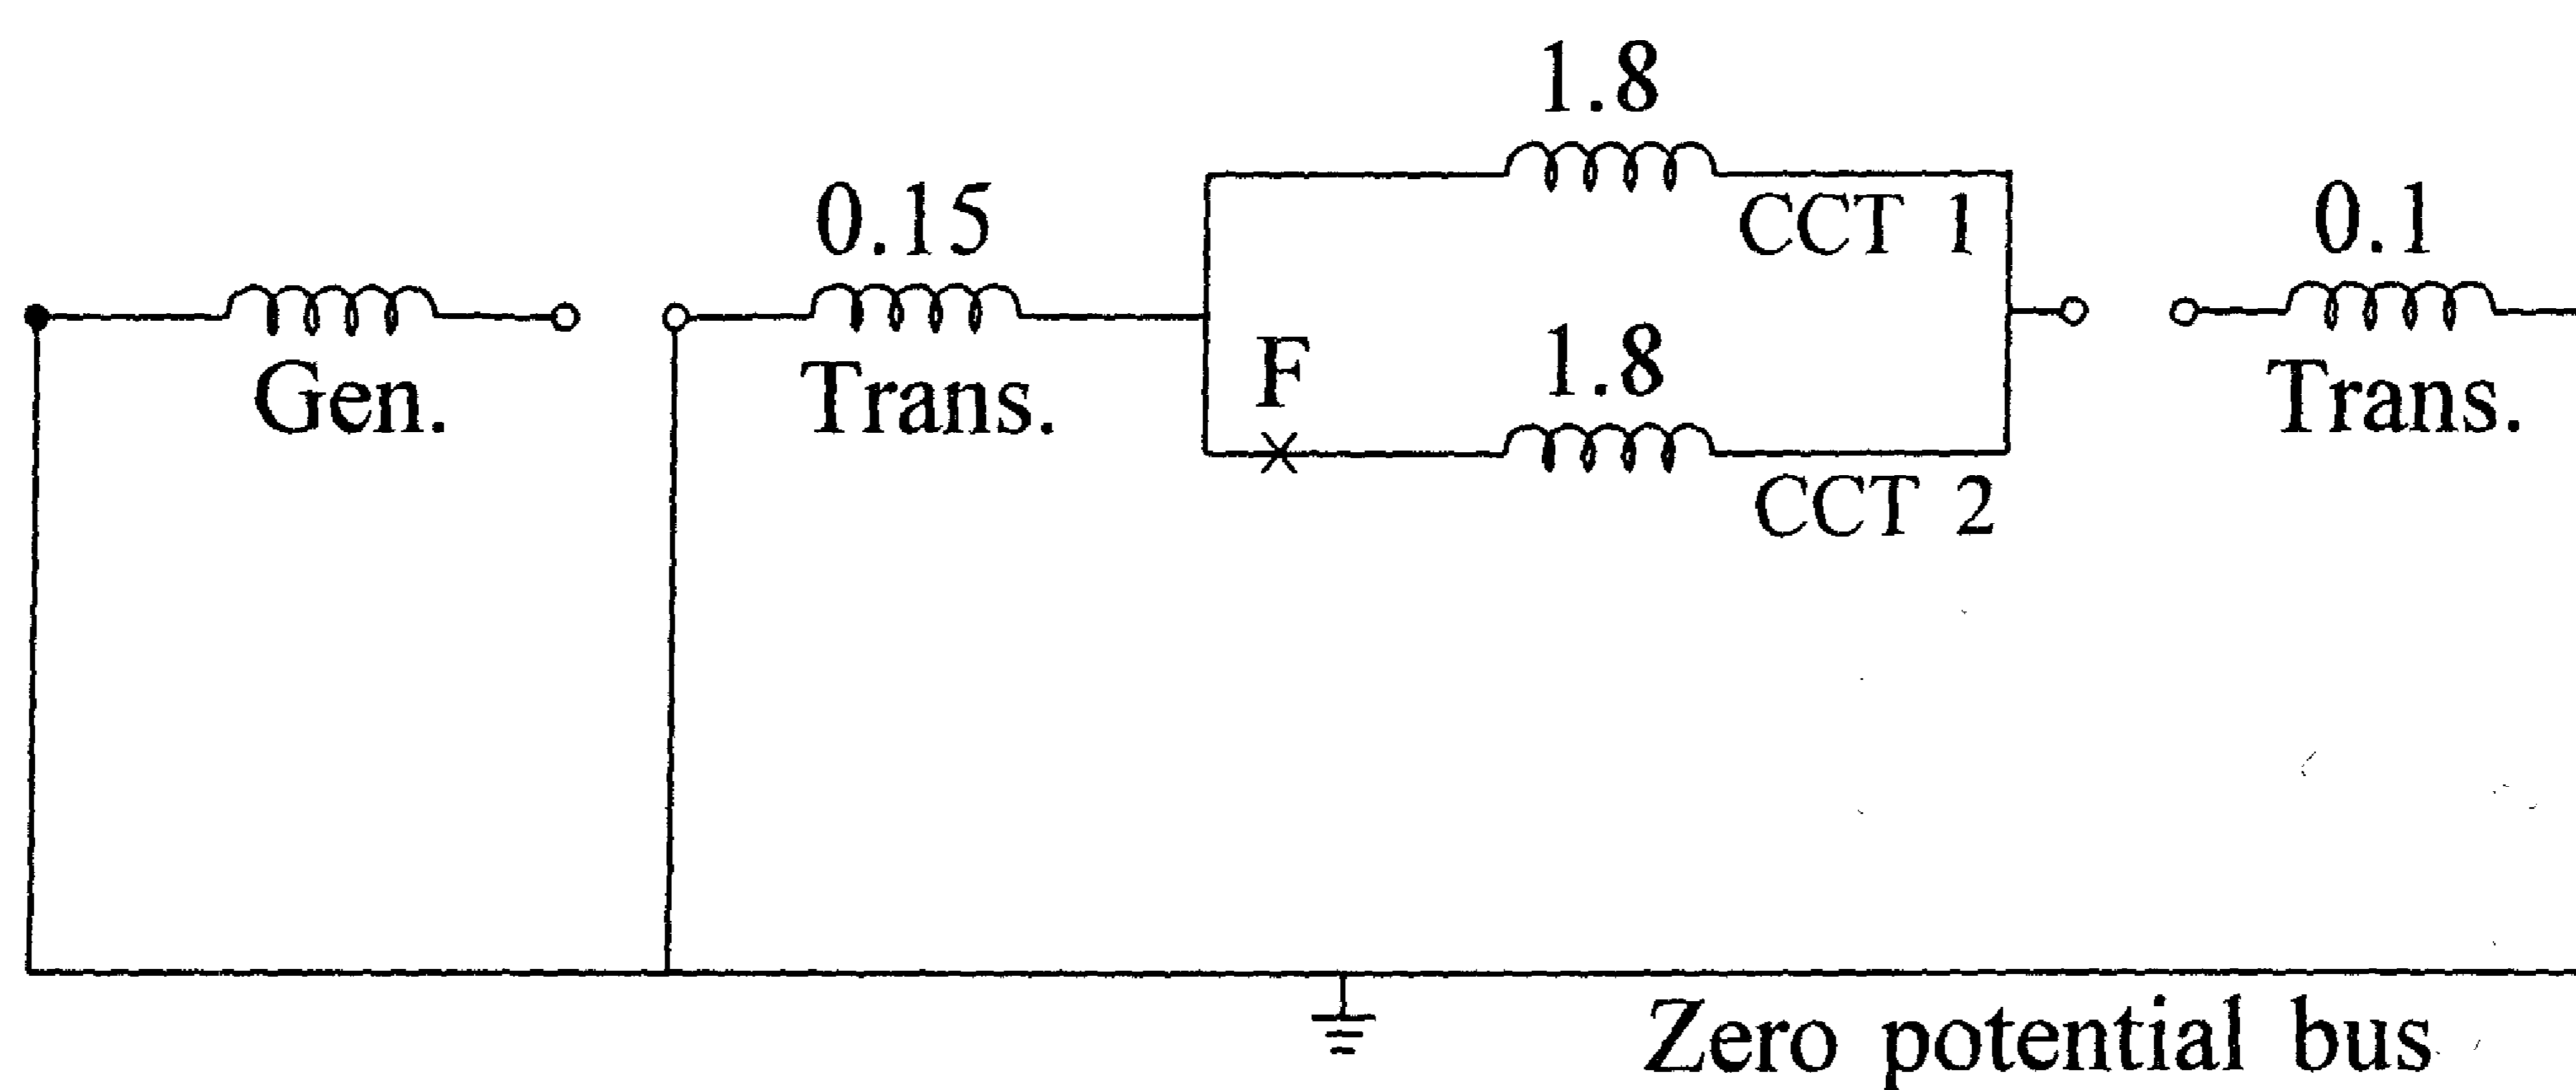 1.8
0.15
CCT 1
0.1
Gen.
Trans.
F
1.8
Trans.
CCT 2
Zero potential bus